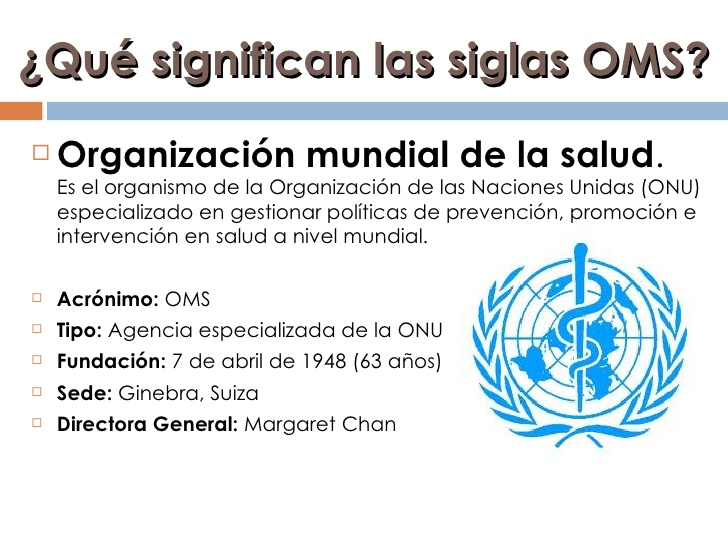 ¿Qué significan las siglas OMS?
Organización mundial de la salud.
Es el organismo de la Organización de las Naciones Unidas (ONU)
especializado en gestionar políticas de prevención, promoción e
intervención en salud a nivel mundial.
Acrónimo: OMS
Tipo: Agencia especializada de la ONU
Fundación: 7 de abril de 1948 (63 años)
Sede: Ginebra, Suiza
Directora General: Margaret Chan